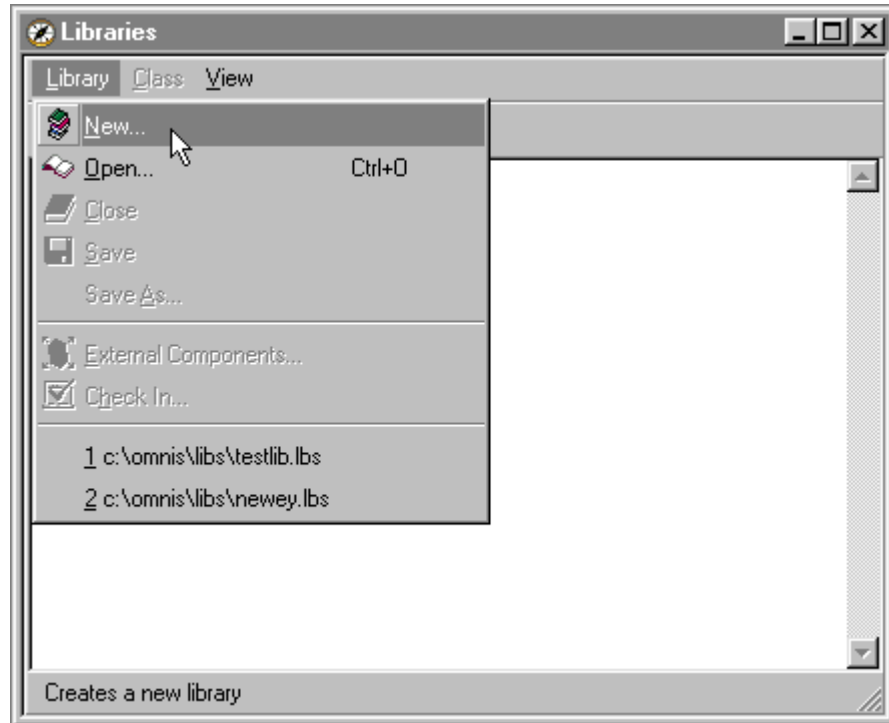 Libraries
Library Class View
New...
Open... Ctrl+O
Close
Save
Save As...
External Components...
Check In...
1 c:\omnis\libs\testlib.lbs
2 c:\omnis\libs\newey.lbs
Creates a new library